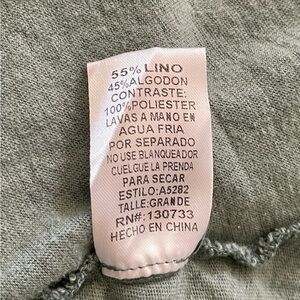 55% LINO
45% ALGODON
CONTRASTE:
100% POLIESTER
LAVAS A MANO EN
AGUA FRIA
POR SEPARADO
NO USE BLANQUEADOR
CUELGUE LA PRENDA
PARA SECAR
ESTILO: A5282
TALLE: GRANDE
RN#: 130733
HECHO EN CHINA